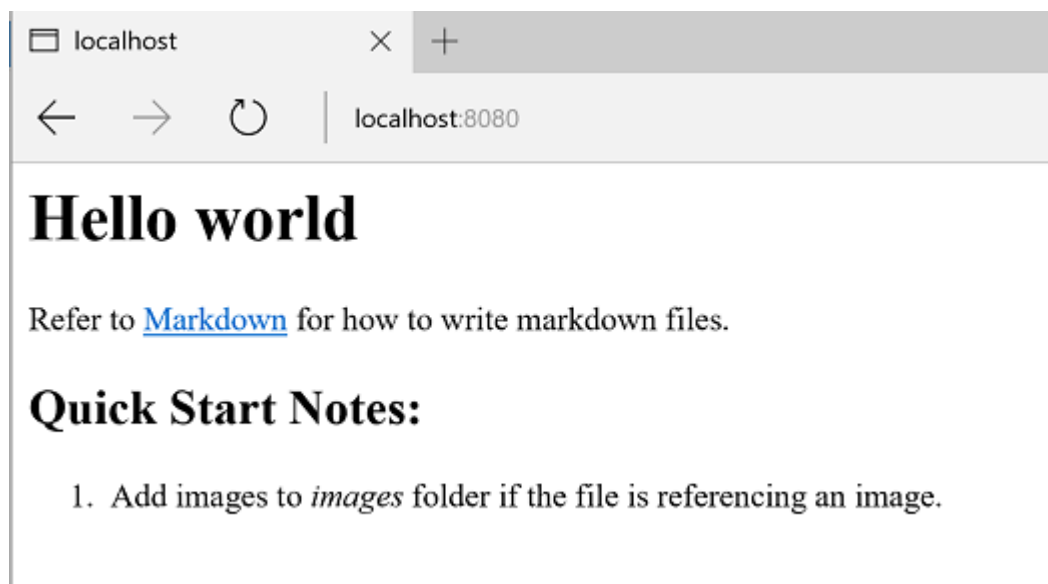 localhost
localhost:8080
Hello world
Refer to Markdown for how to write markdown files.
Quick Start Notes:
1. Add images to images folder if the file is referencing an image.